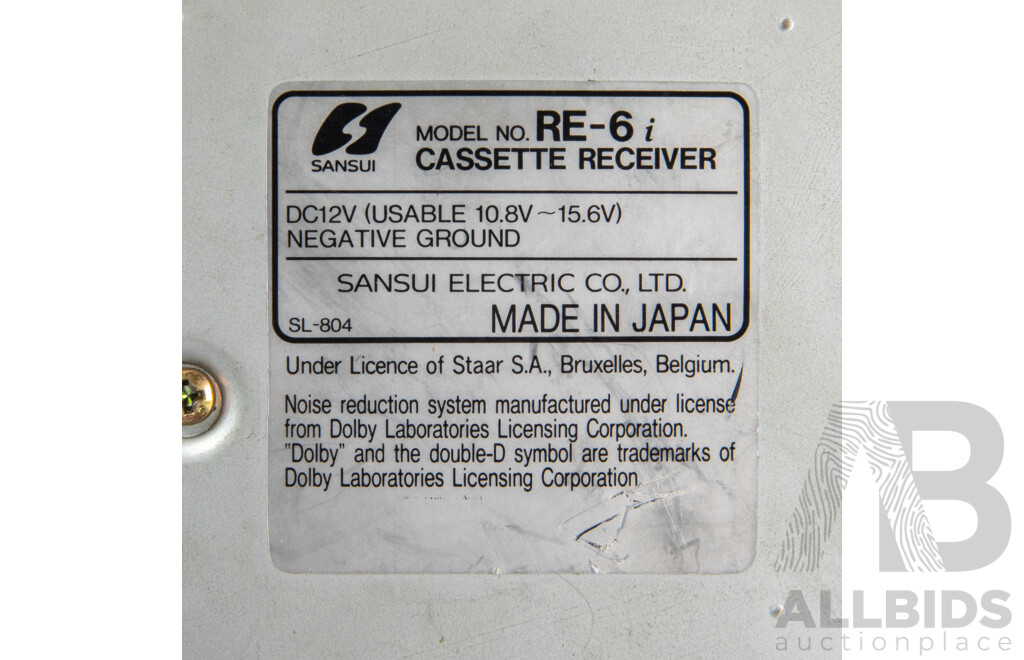 SANSUI
MODEL NO. RE-6 i
CASSETTE RECEIVER
DC12V (USABLE 10.8V~15.6V)
NEGATIVE GROUND
SANSUI ELECTRIC CO., LTD.
SL-804 MADE IN JAPAN
Under Licence of Staar S.A., Bruxelles, Belgium.
Noise reduction system manufactured under license
from Dolby Laboratories Licensing Corporation.
"Dolby" and the double-D symbol are trademarks of
Dolby Laboratories Licensing Corporation.
AB
ALLBIDS
auctionplace